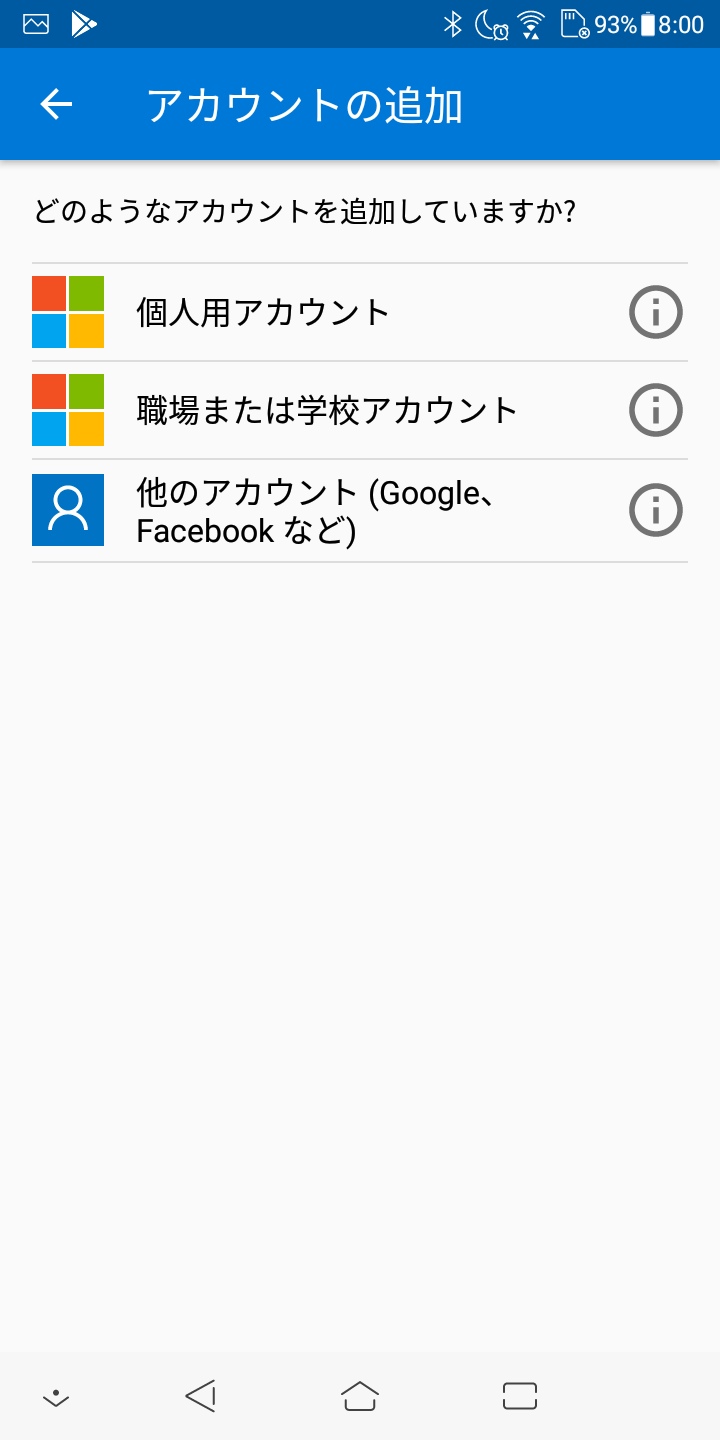 93% 8:00
アカウントの追加
どのようなアカウントを追加していますか?
個人用アカウント
職場または学校アカウント
他のアカウント (Google、
Facebook など)